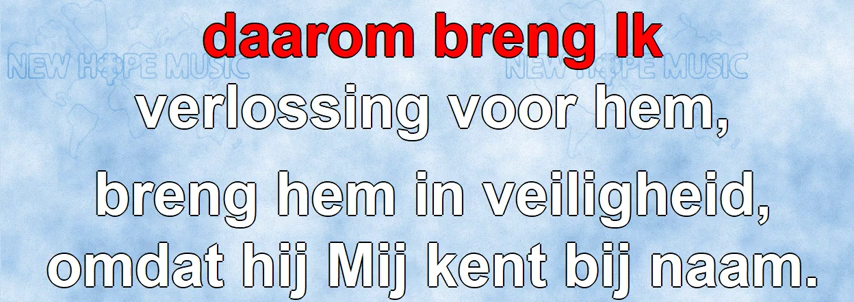 daarom breng Ik
NEW HOPE MUSIC NEW HOPE MUSIC
verlossing voor hem,
breng hem in veiligheid,
omdat hij Mij kent bij naam.